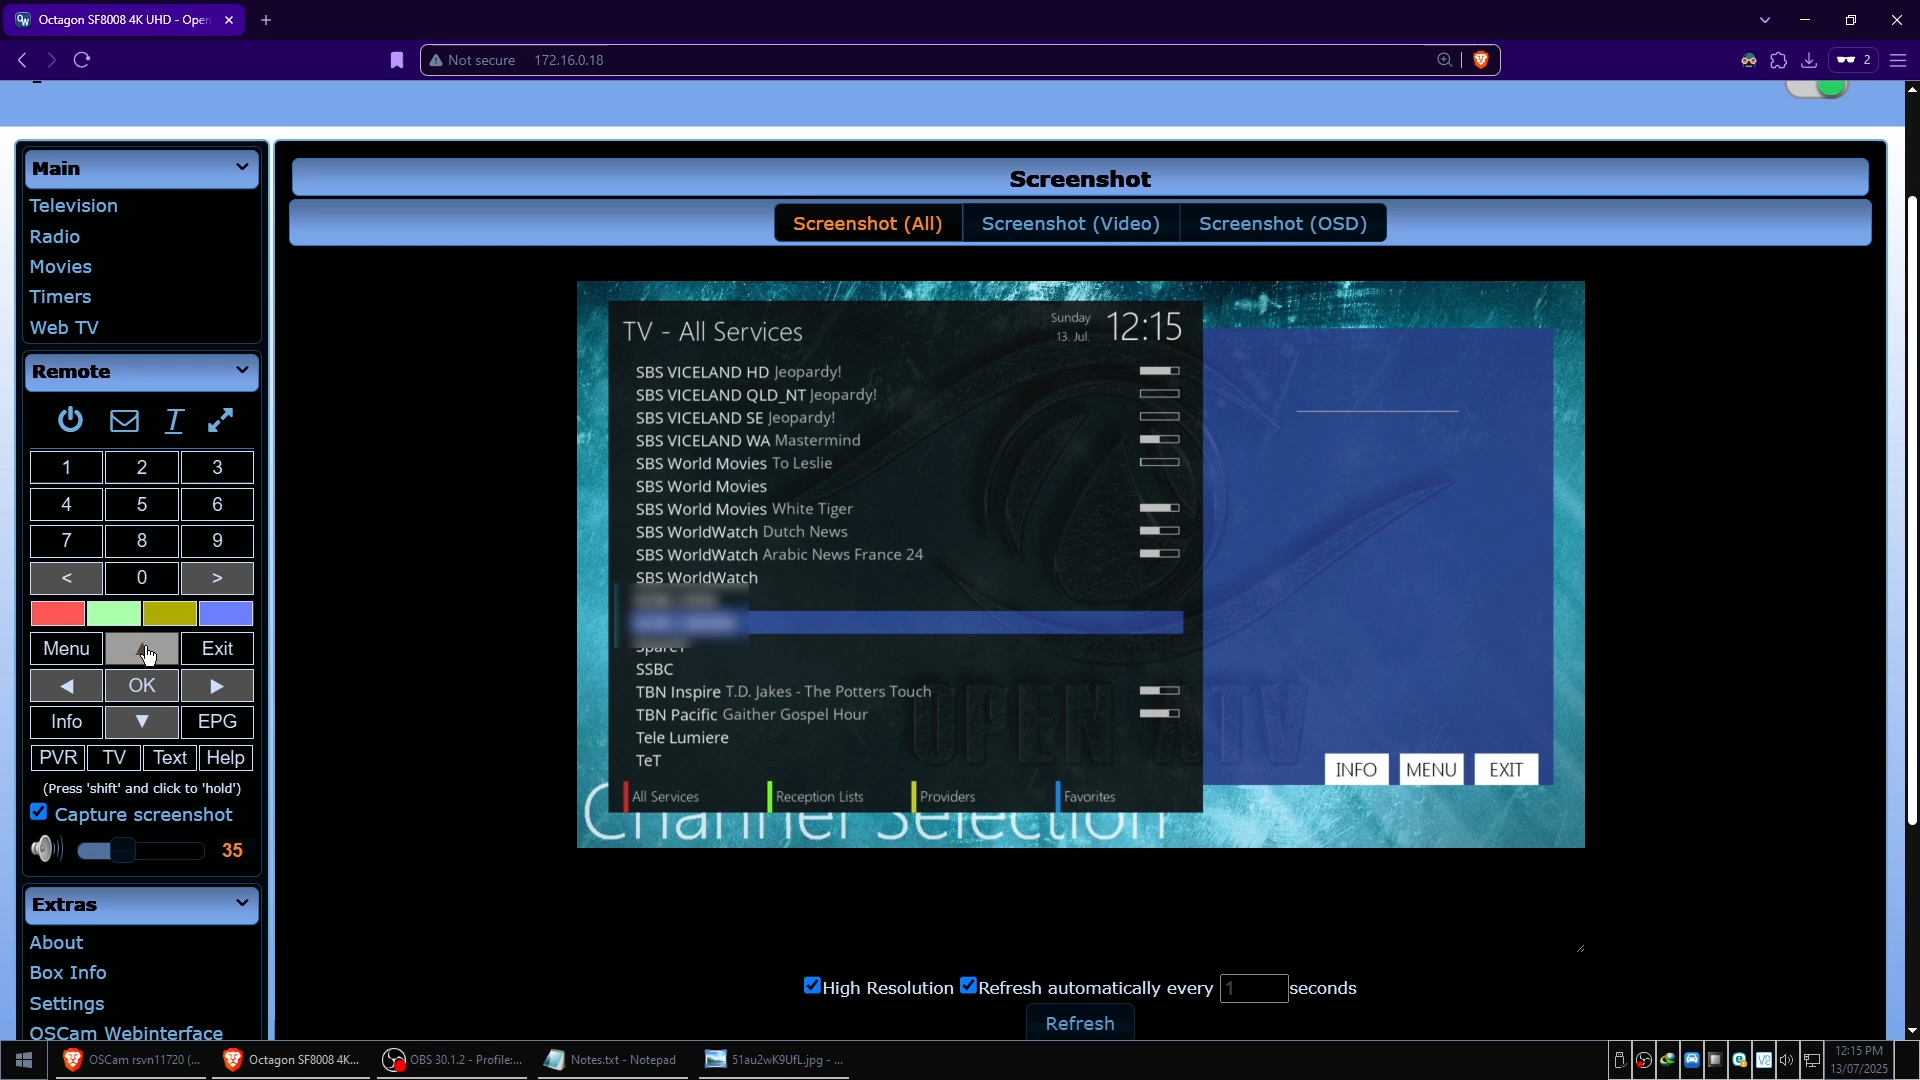 Octagon SF8008 4K UHD - Open
Not secure 172.16.0.18
2
Main
Television
Radio
Movies
Timers
Web TV
Remote
1 2 3
4 5 6
7 8 9
< 0 >
Menu Exit
OK
Info EPG
PVR TV Text Help
(Press 'shift' and click to 'hold')
Capture screenshot
35
Extras
About
Box Info
Settings
OSCam Webinterface
Screenshot
Screenshot (All) Screenshot (Video) Screenshot (OSD)
TV - All Services
Sunday
13. Jul.
12:15
SBS VICELAND HD Jeopardy!
SBS VICELAND QLD_NT Jeopardy!
SBS VICELAND SE Jeopardy!
SBS VICELAND WA Mastermind
SBS World Movies To Leslie
SBS World Movies
SBS World Movies White Tiger
SBS WorldWatch Dutch News
SBS WorldWatch Arabic News France 24
SBS WorldWatch
SSBC
TBN Inspire T.D. Jakes - The Potters Touch
TBN Pacific Gaither Gospel Hour
Tele Lumiere
TeT
OPEN ATV
INFO MENU EXIT
All Services Reception Lists Providers Favorites
Channel Selection
High Resolution Refresh automatically every 1 seconds
Refresh
OSCam rsvn11720 (...
Octagon SF8008 4K...
OBS 30.1.2 - Profile:...
Notes.txt - Notepad
51au2wK9UfL.jpg - ...
12:15 PM
13/07/2025